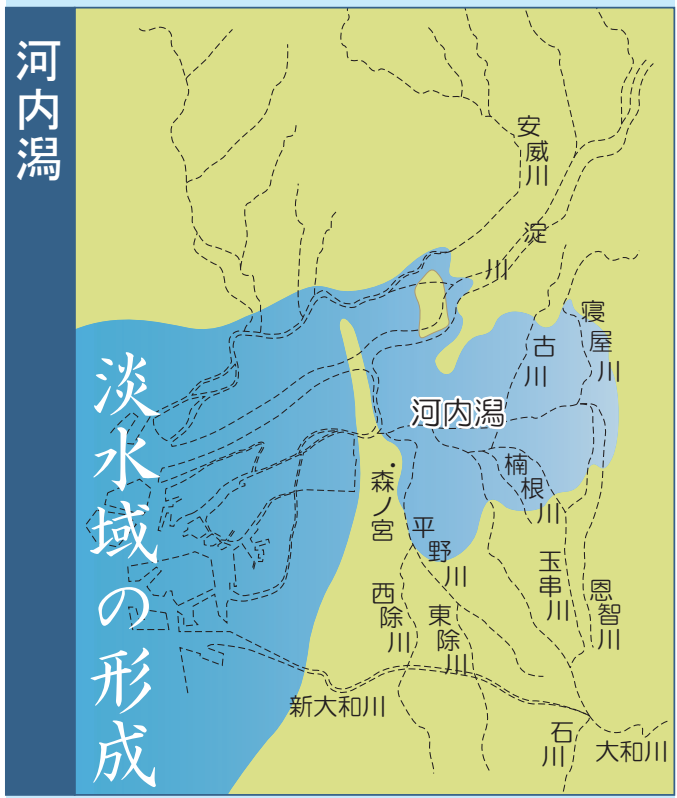 河内潟
淡水域の形成
安威川
淀川
寝屋川
古川
河内潟
楠根川
森ノ宮
平野川
玉串川
恩智川
西除川
東除川
新大和川
石川
大和川